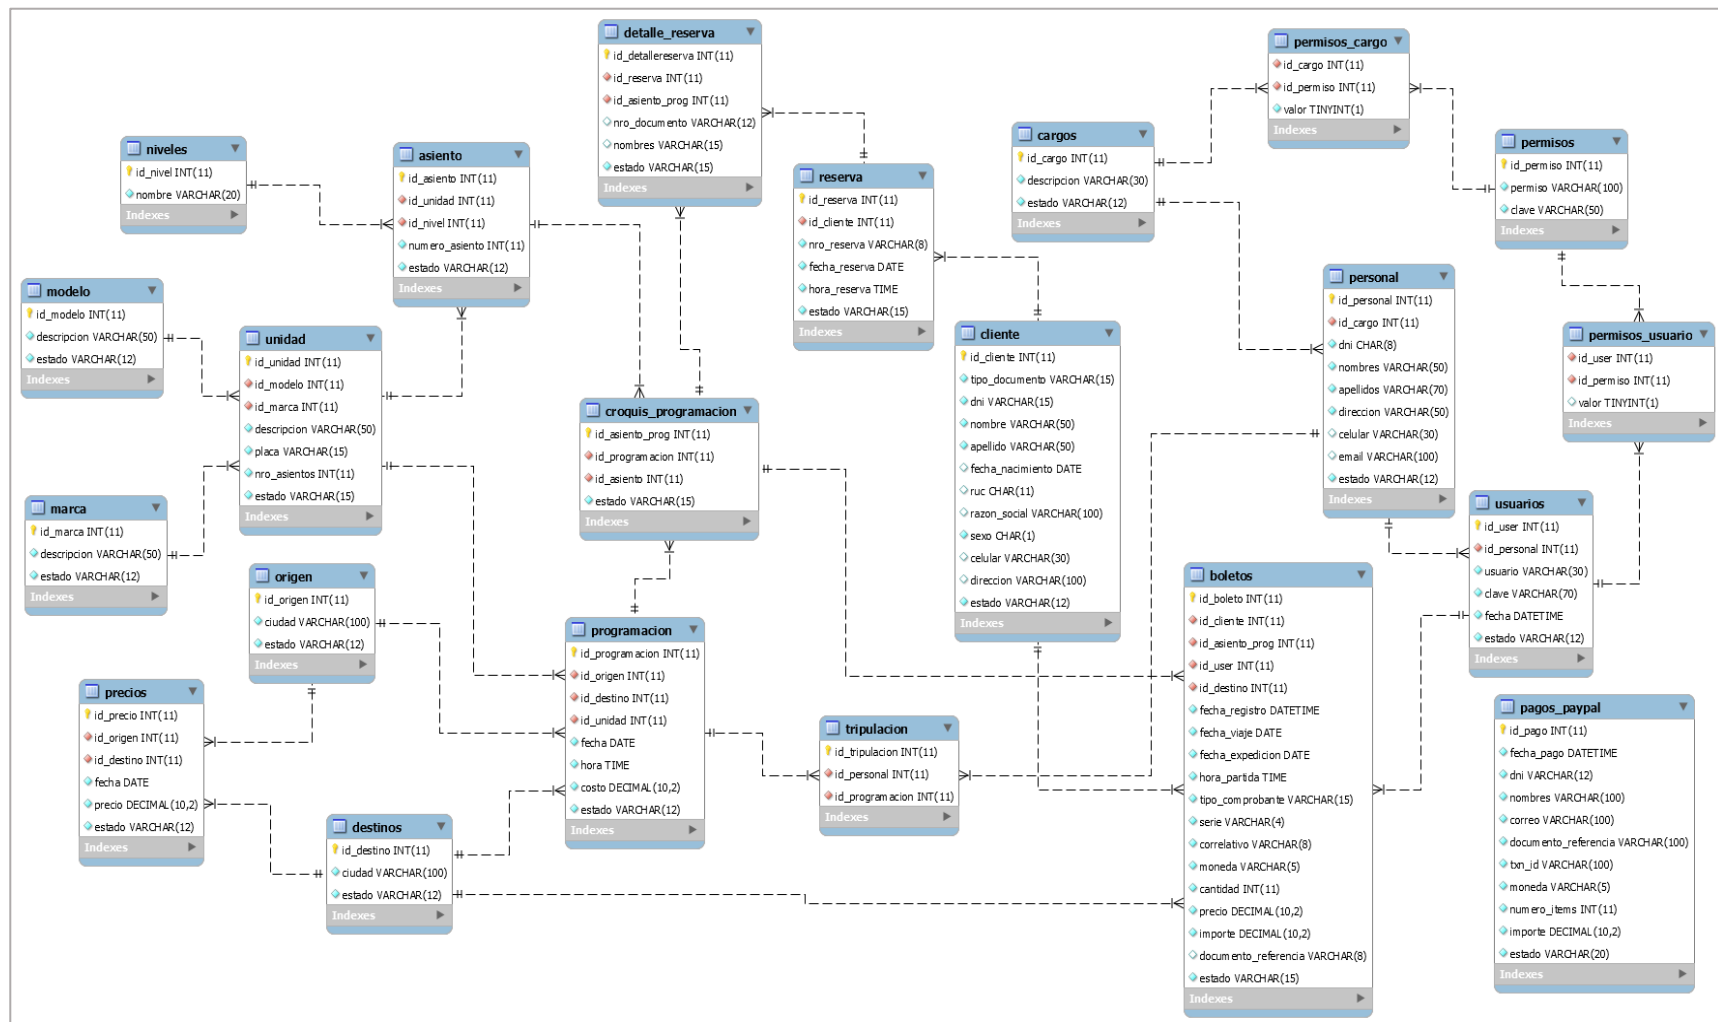 detalle_reserva
id_detallereserva INT(11)
id_reserva INT(11)
id_asiento_prog INT(11)
nro_documento VARCHAR(12)
nombres VARCHAR(15)
estado VARCHAR(15)
Indexes
permisos_cargo
id_cargo INT(11)
id_permiso INT(11)
valor TINYINT(1)
Indexes
niveles
id_nivel INT(11)
nombre VARCHAR(20)
Indexes
asiento
id_asiento INT(11)
id_unidad INT(11)
id_nivel INT(11)
numero_asiento INT(11)
estado VARCHAR(12)
Indexes
reserva
id_reserva INT(11)
id_cliente INT(11)
nro_reserva VARCHAR(8)
fecha_reserva DATE
hora_reserva TIME
estado VARCHAR(15)
Indexes
cargos
id_cargo INT(11)
descripcion VARCHAR(30)
estado VARCHAR(12)
Indexes
permisos
id_permiso INT(11)
permiso VARCHAR(100)
clave VARCHAR(50)
Indexes
modelo
id_modelo INT(11)
descripcion VARCHAR(50)
estado VARCHAR(12)
Indexes
unidad
id_unidad INT(11)
id_modelo INT(11)
id_marca INT(11)
descripcion VARCHAR(50)
placa VARCHAR(15)
nro_asientos INT(11)
estado VARCHAR(15)
Indexes
cliente
id_cliente INT(11)
tipo_documento VARCHAR(15)
dni VARCHAR(15)
nombre VARCHAR(50)
apellido VARCHAR(50)
fecha_nacimiento DATE
ruc CHAR(11)
razon_social VARCHAR(100)
sexo CHAR(1)
celular VARCHAR(30)
direccion VARCHAR(100)
estado VARCHAR(12)
Indexes
personal
id_personal INT(11)
id_cargo INT(11)
dni CHAR(8)
nombres VARCHAR(50)
apellidos VARCHAR(70)
direccion VARCHAR(50)
celular VARCHAR(30)
email VARCHAR(100)
estado VARCHAR(12)
Indexes
permisos_usuario
id_user INT(11)
id_permiso INT(11)
valor TINYINT(1)
Indexes
croquis_programacion
id_asiento_prog INT(11)
id_programacion INT(11)
id_asiento INT(11)
estado VARCHAR(15)
Indexes
marca
id_marca INT(11)
descripcion VARCHAR(50)
estado VARCHAR(12)
Indexes
usuarios
id_user INT(11)
id_personal INT(11)
usuario VARCHAR(30)
clave VARCHAR(70)
fecha DATETIME
estado VARCHAR(12)
Indexes
origen
id_origen INT(11)
ciudad VARCHAR(100)
estado VARCHAR(12)
Indexes
boletos
id_boleto INT(11)
id_cliente INT(11)
id_asiento_prog INT(11)
id_user INT(11)
id_destino INT(11)
fecha_registro DATETIME
fecha_viaje DATE
fecha_expedicion DATE
hora_partida TIME
tipo_comprobante VARCHAR(15)
serie VARCHAR(4)
correlativo VARCHAR(8)
moneda VARCHAR(5)
cantidad INT(11)
precio DECIMAL(10,2)
importe DECIMAL(10,2)
documento_referencia VARCHAR(8)
estado VARCHAR(15)
Indexes
programacion
id_programacion INT(11)
id_origen INT(11)
id_destino INT(11)
id_unidad INT(11)
fecha DATE
hora TIME
costo DECIMAL(10,2)
estado VARCHAR(12)
Indexes
precios
id_precio INT(11)
id_origen INT(11)
id_destino INT(11)
fecha DATE
precio DECIMAL(10,2)
estado VARCHAR(12)
Indexes
tripulacion
id_tripulacion INT(11)
id_personal INT(11)
id_programacion INT(11)
Indexes
pagos_paypal
id_pago INT(11)
fecha_pago DATETIME
dni VARCHAR(12)
nombres VARCHAR(100)
correo VARCHAR(100)
documento_referencia VARCHAR(100)
txn_id VARCHAR(100)
moneda VARCHAR(5)
numero_items INT(11)
importe DECIMAL(10,2)
estado VARCHAR(20)
Indexes
destinos
id_destino INT(11)
ciudad VARCHAR(100)
estado VARCHAR(12)
Indexes